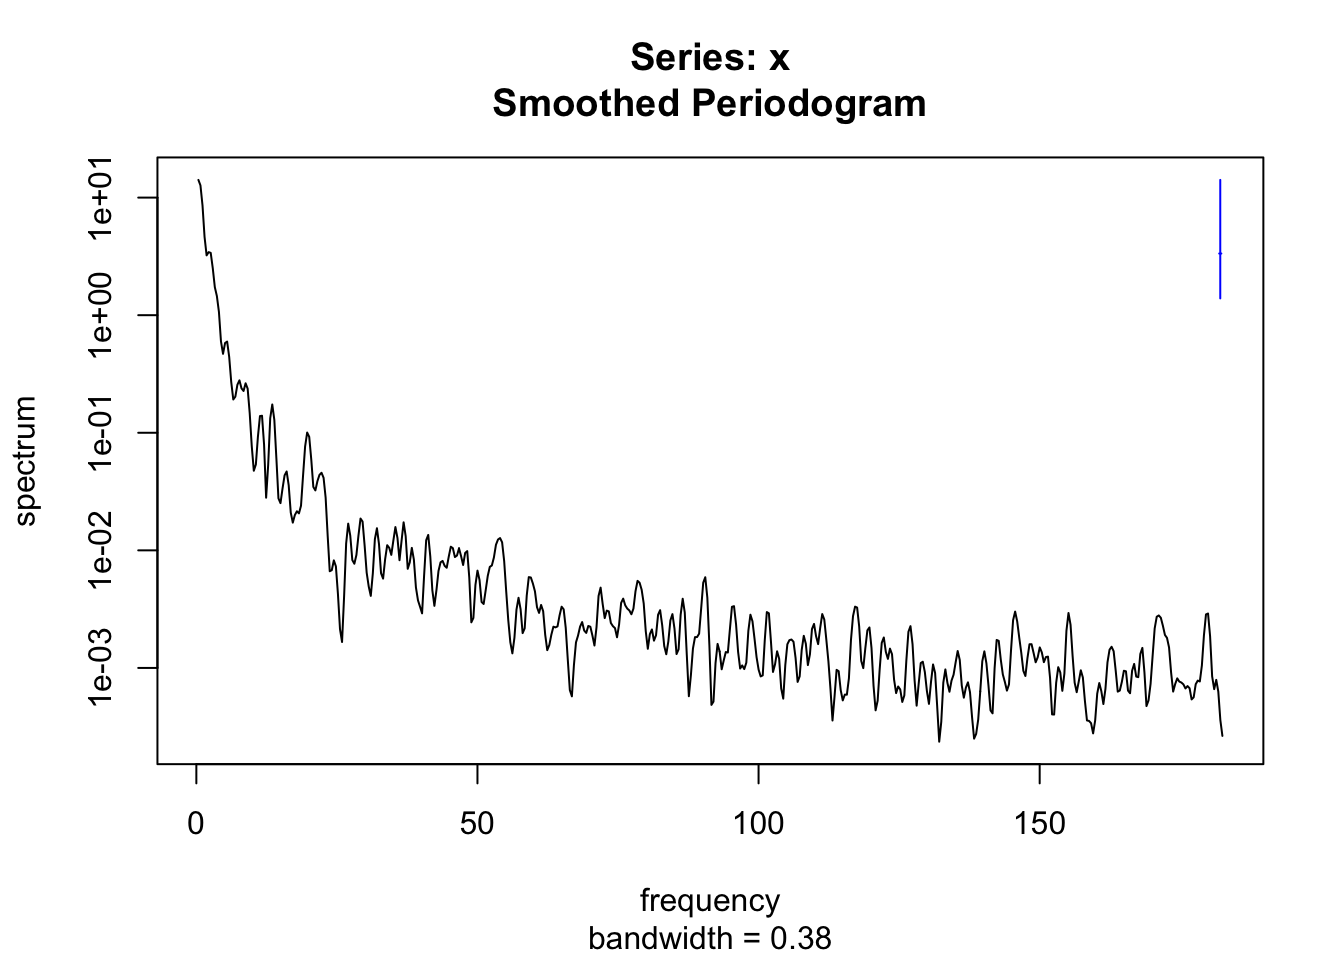 Series: x
Smoothed Periodogram
spectrum
1e+01
1e+00
1e-01
1e-02
1e-03
0 50 100 150
frequency
bandwidth = 0.38